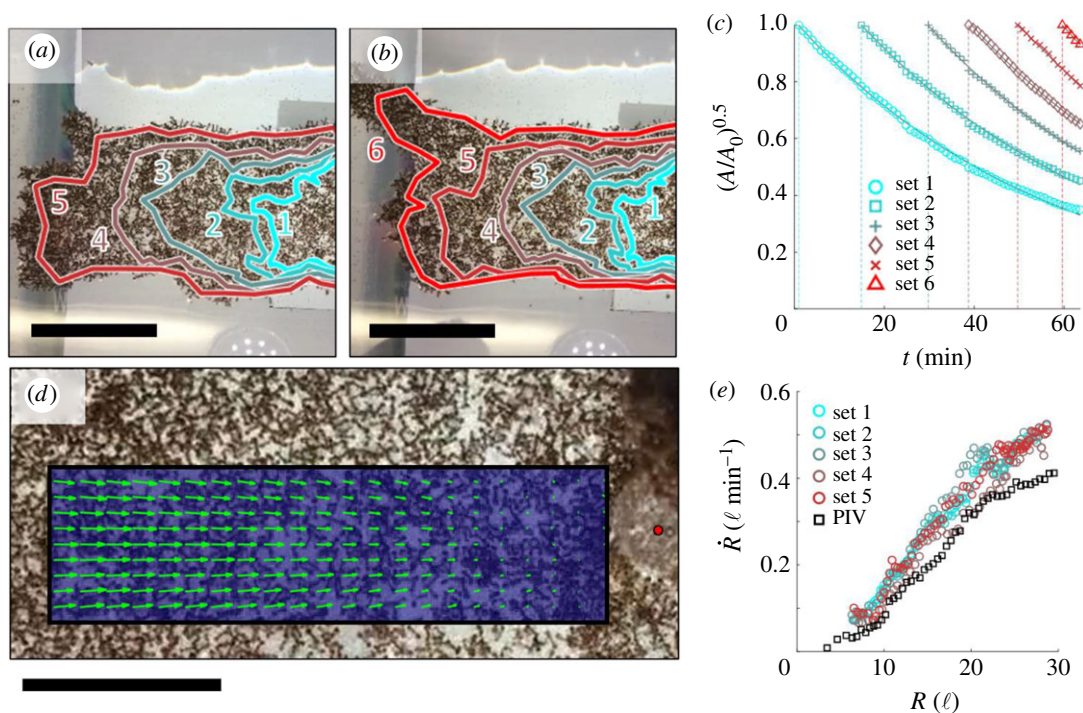 (a)
5
4
3
2
1
(b)
6
5
4
3
2
1
(c)
1.0
0.8
0.6
0.4
0.2
0
20
40
60
(A/A₀)⁰·⁵
t (min)
set 1
set 2
set 3
set 4
set 5
set 6
(d)
(e)
0.6
0.4
0.2
0
10
20
30
Ṙ (ℓ min⁻¹)
R (ℓ)
set 1
set 2
set 3
set 4
set 5
PIV